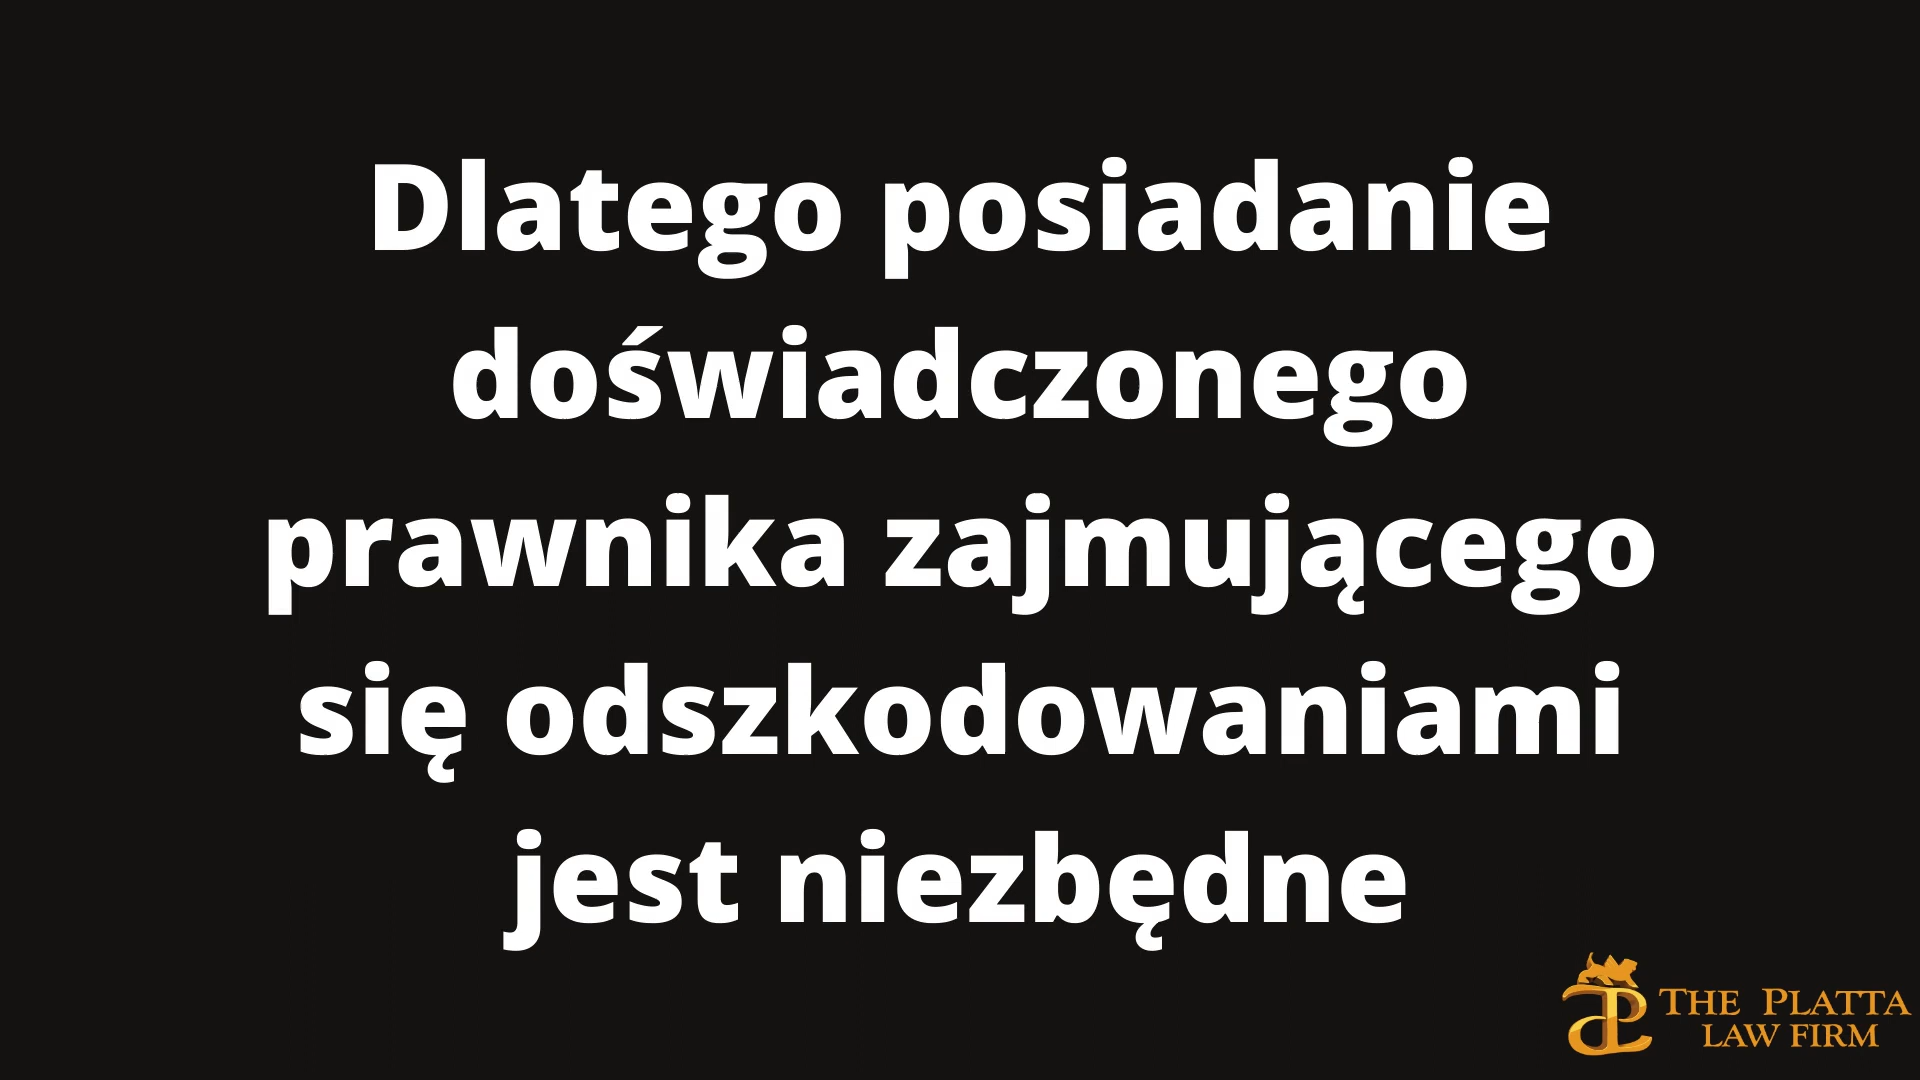 Dlatego posiadanie
doświadczonego
prawnika zajmującego
się odszkodowaniami
jest niezbędne
THE PLATTA
LAW FIRM